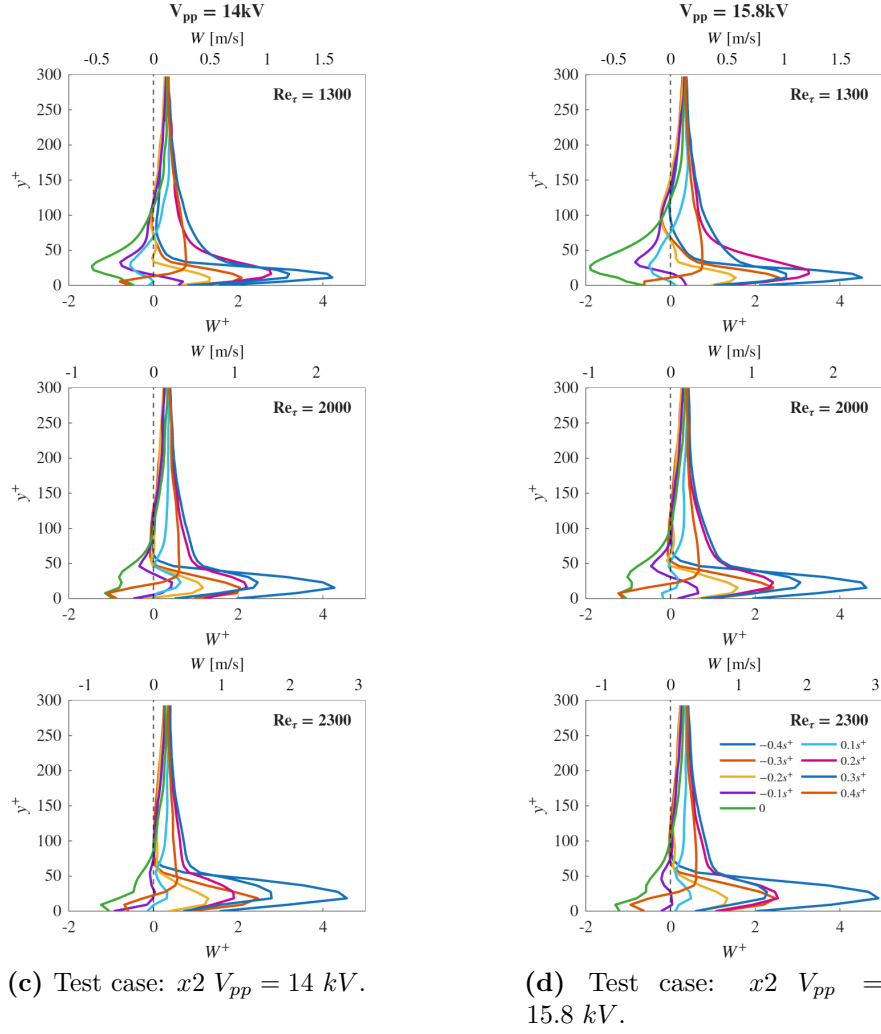 V_pp = 14kV
W [m/s]
-0.5 0 0.5 1 1.5
300
Re_τ = 1300
250
200
y^+
150
100
50
0
-2 0 2 4
W^+
W [m/s]
-1 0 1 2
300
Re_τ = 2000
250
200
y^+
150
100
50
0
-2 0 2 4
W^+
W [m/s]
-1 0 1 2 3
300
Re_τ = 2300
250
200
y^+
150
100
50
0
-2 0 2 4
W^+
(c) Test case: x2 V_pp = 14 kV.
V_pp = 15.8kV
W [m/s]
-0.5 0 0.5 1 1.5
300
Re_τ = 1300
250
200
y^+
150
100
50
0
-2 0 2 4
W^+
W [m/s]
-1 0 1 2
300
Re_τ = 2000
250
200
y^+
150
100
50
0
-2 0 2 4
W^+
W [m/s]
-1 0 1 2 3
300
Re_τ = 2300
250
−0.4s^+ 0.1s^+
−0.3s^+ 0.2s^+
200
−0.2s^+ 0.3s^+
y^+
−0.1s^+ 0.4s^+
150
0
100
50
0
-2 0 2 4
W^+
(d) Test case: x2 V_pp =
15.8 kV.